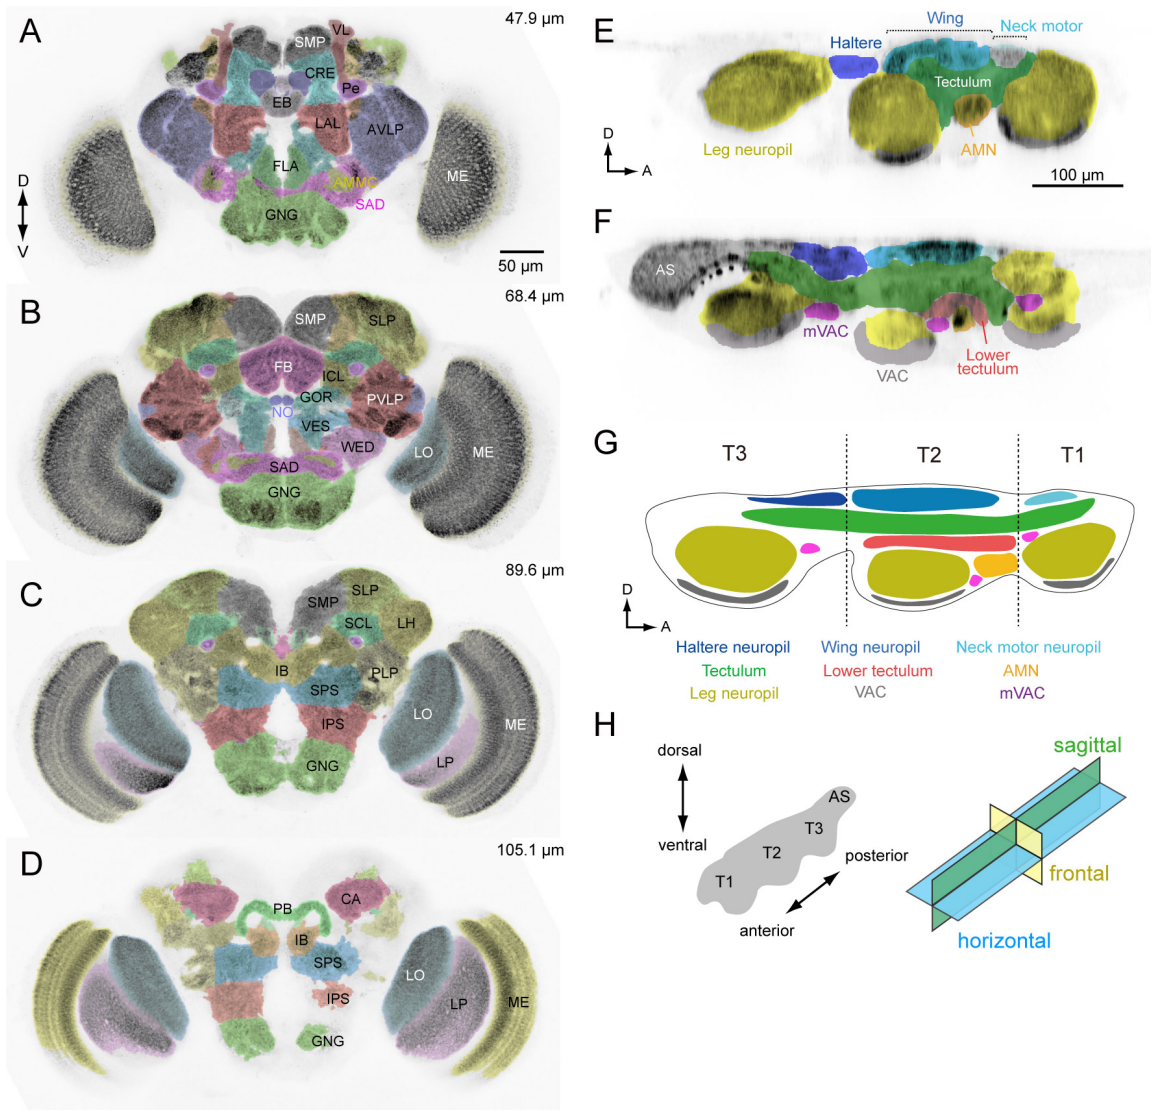 A
47.9 µm
VL
SMP
CRE
Pe
EB
LAL
AVLP
FLA
AMMC
SAD
GNG
ME
D
V
50 µm
B
68.4 µm
SMP
SLP
FB
ICL
GOR
NO
PVLP
VES
WED
SAD
GNG
LO
ME
C
89.6 µm
SMP
SLP
SCL
LH
IB
PLP
SPS
IPS
GNG
LO
LP
ME
D
105.1 µm
PB
CA
IB
SPS
IPS
GNG
LO
LP
ME
E
Wing
Haltere
Neck motor
Tectulum
Leg neuropil
AMN
D
A
100 µm
F
AS
mVAC
VAC
Lower
tectulum
G
T3 T2 T1
D
A
Haltere neuropil Wing neuropil Neck motor neuropil
Tectulum Lower tectulum AMN
Leg neuropil VAC mVAC
H
dorsal
ventral
AS
T3
T2
T1
posterior
anterior
sagittal
frontal
horizontal